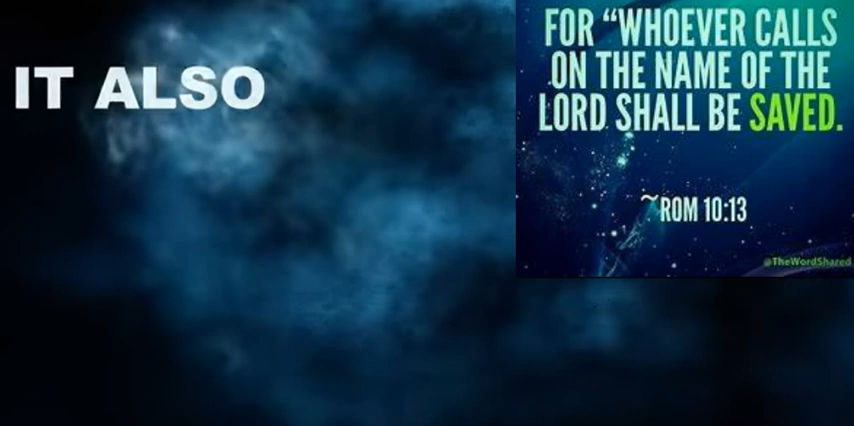 IT ALSO
FOR “WHOEVER CALLS
ON THE NAME OF THE
LORD SHALL BE SAVED.
~ROM 10:13
@TheWordShared